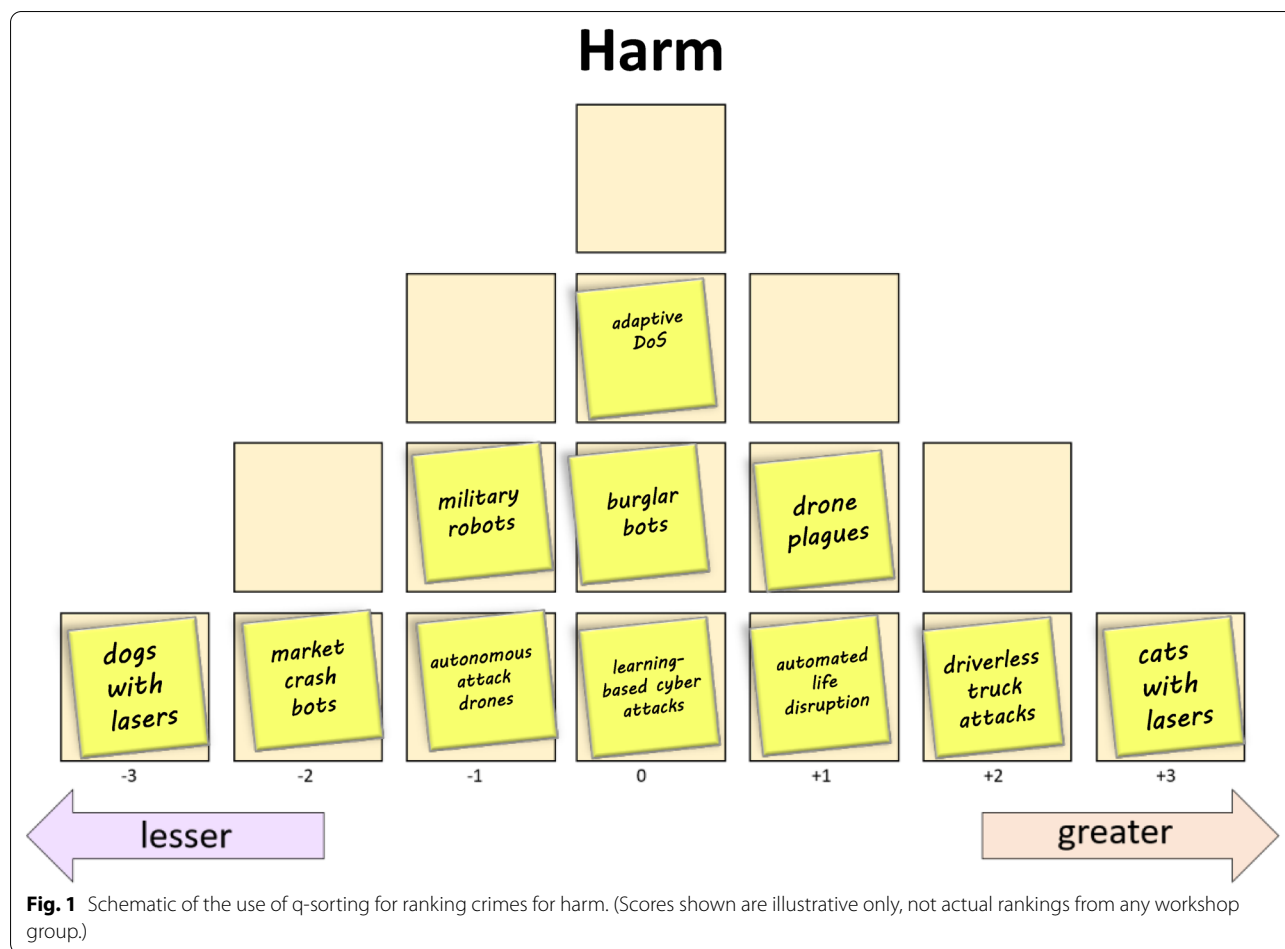 Harm
adaptive
DoS
military
robots
burglar
bots
drone
plagues
dogs
with
lasers
market
crash
bots
autonomous
attack
drones
learning-
based cyber
attacks
automated
life
disruption
driverless
truck
attacks
cats
with
lasers
-3
-2
-1
0
+1
+2
+3
lesser
greater
Fig. 1 Schematic of the use of q-sorting for ranking crimes for harm. (Scores shown are illustrative only, not actual rankings from any workshop
group.)